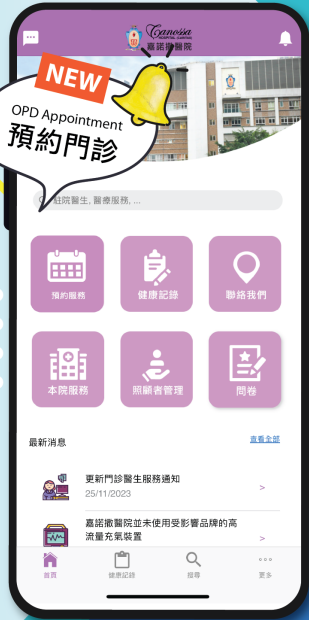 Canossa
HOSPITAL (CARITAS)
嘉諾撒醫院
NEW
OPD Appointment
預約門診
駐院醫生, 醫療服務, ...
預約服務
健康記錄
聯絡我們
本院服務
照顧者管理
問卷
最新消息
查看全部
更新門診醫生服務通知
25/11/2023
>
嘉諾撒醫院並未使用受影響品牌的高
流量充氧裝置
>
首頁
健康記錄
搜尋
更多